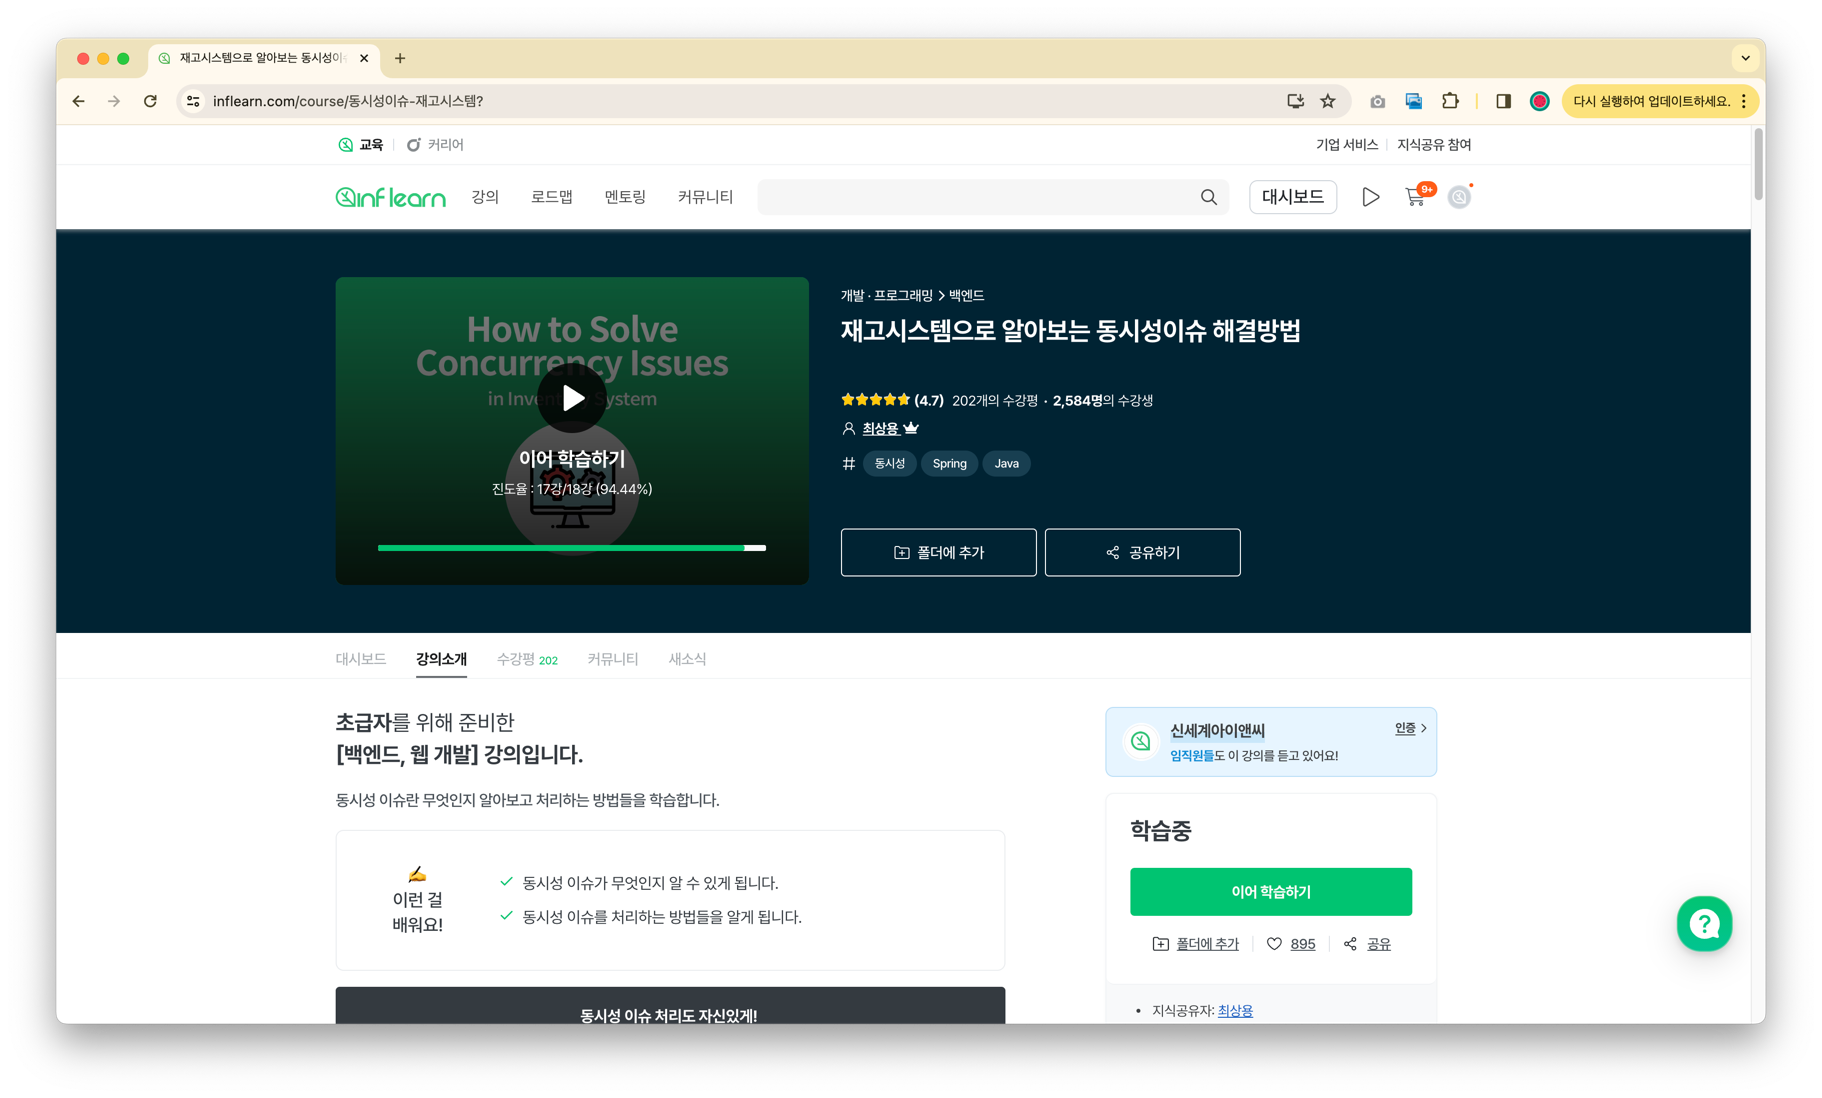 재고시스템으로 알아보는 동시성이
inflearn.com/course/동시성이슈-재고시스템?
다시 실행하여 업데이트하세요.
교육
커리어
기업 서비스
지식공유 참여
inflearn
강의
로드맵
멘토링
커뮤니티
대시보드
9+
How to Solve
Concurrency Issues
in Inventory System
이어 학습하기
진도율 : 17강/18강 (94.44%)
개발 · 프로그래밍 > 백엔드
재고시스템으로 알아보는 동시성이슈 해결방법
(4.7) 202개의 수강평 · 2,584명의 수강생
최상용
# 동시성 Spring Java
폴더에 추가
공유하기
대시보드
강의소개
수강평 202
커뮤니티
새소식
초급자를 위해 준비한
[백엔드, 웹 개발] 강의입니다.
동시성 이슈란 무엇인지 알아보고 처리하는 방법들을 학습합니다.
✍️
이런 걸
배워요!
동시성 이슈가 무엇인지 알 수 있게 됩니다.
동시성 이슈를 처리하는 방법들을 알게 됩니다.
동시성 이슈 처리도 자신있게!
신세계아이앤씨
인증 >
임직원들도 이 강의를 듣고 있어요!
학습중
이어 학습하기
폴더에 추가
895
공유
• 지식공유자: 최상용
?